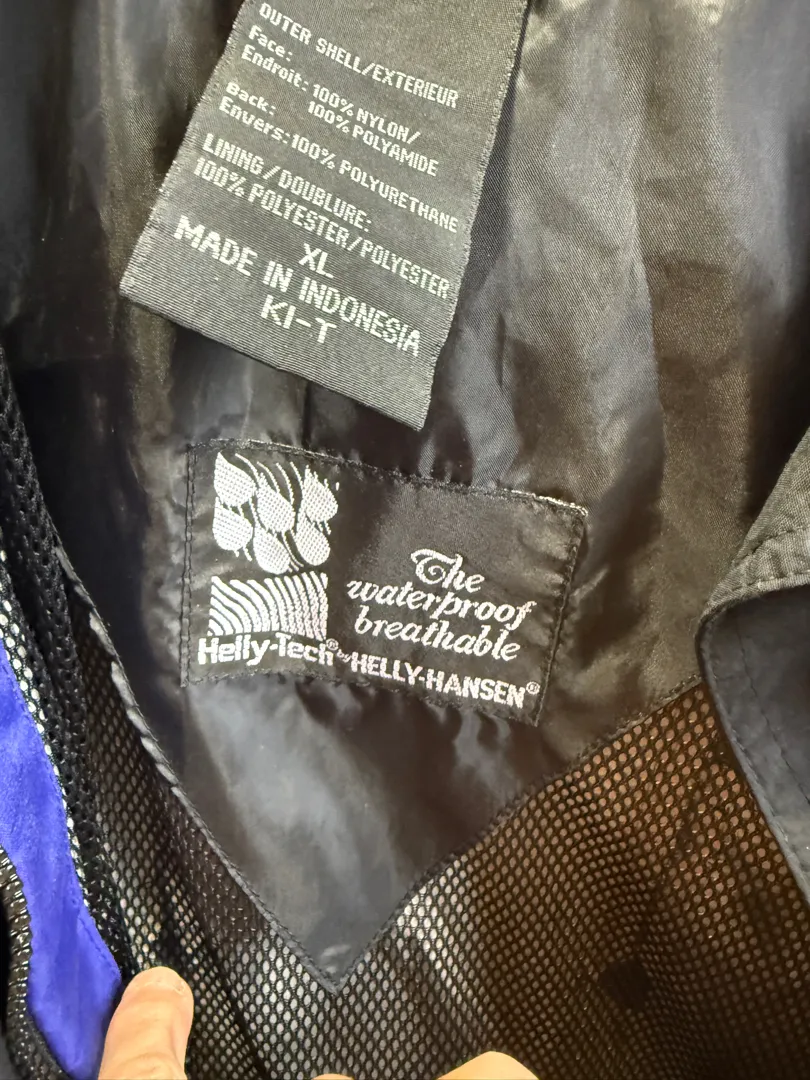 OUTER SHELL/EXTERIEUR
Face:
Endroit: 100% NYLON/
100% POLYAMIDE
Back:
Envers: 100% POLYURETHANE
LINING/DOUBLURE:
100% POLYESTER/POLYESTER
XL
MADE IN INDONESIA
KI-T
The
waterproof
breathable
Helly-Tech® by HELLY-HANSEN®